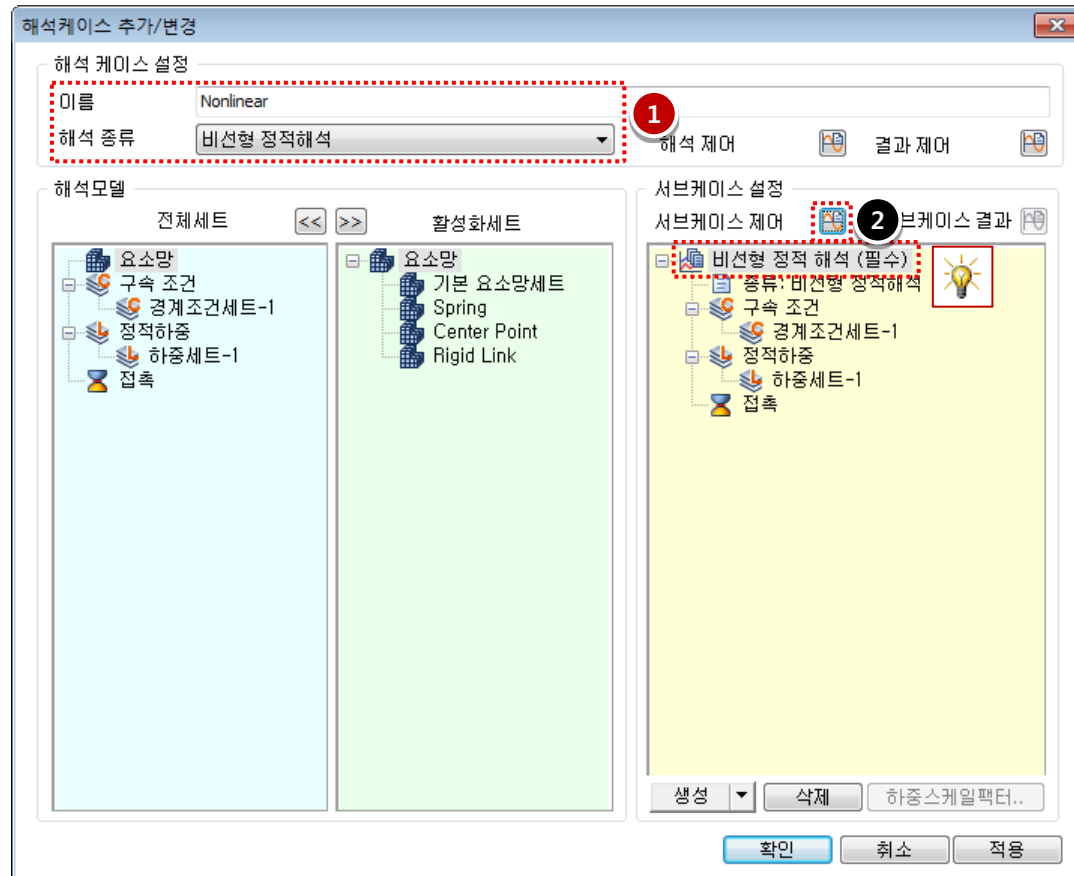 해석케이스 추가/변경
해석 케이스 설정
이름 Nonlinear
해석 종류 비선형 정적해석 해석 제어 결과 제어
1
해석모델
전체세트 << >> 활성화세트
요소망
구속 조건
경계조건세트-1
정적하중
하중세트-1
접촉
요소망
기본 요소망세트
Spring
Center Point
Rigid Link
서브케이스 설정
서브케이스 제어 2 브케이스 결과
비선형 정적 해석 (필수)
종류: 비선형 정적해석
구속 조건
경계조건세트-1
정적하중
하중세트-1
접촉
생성 삭제 하중스케일팩터..
확인 취소 적용